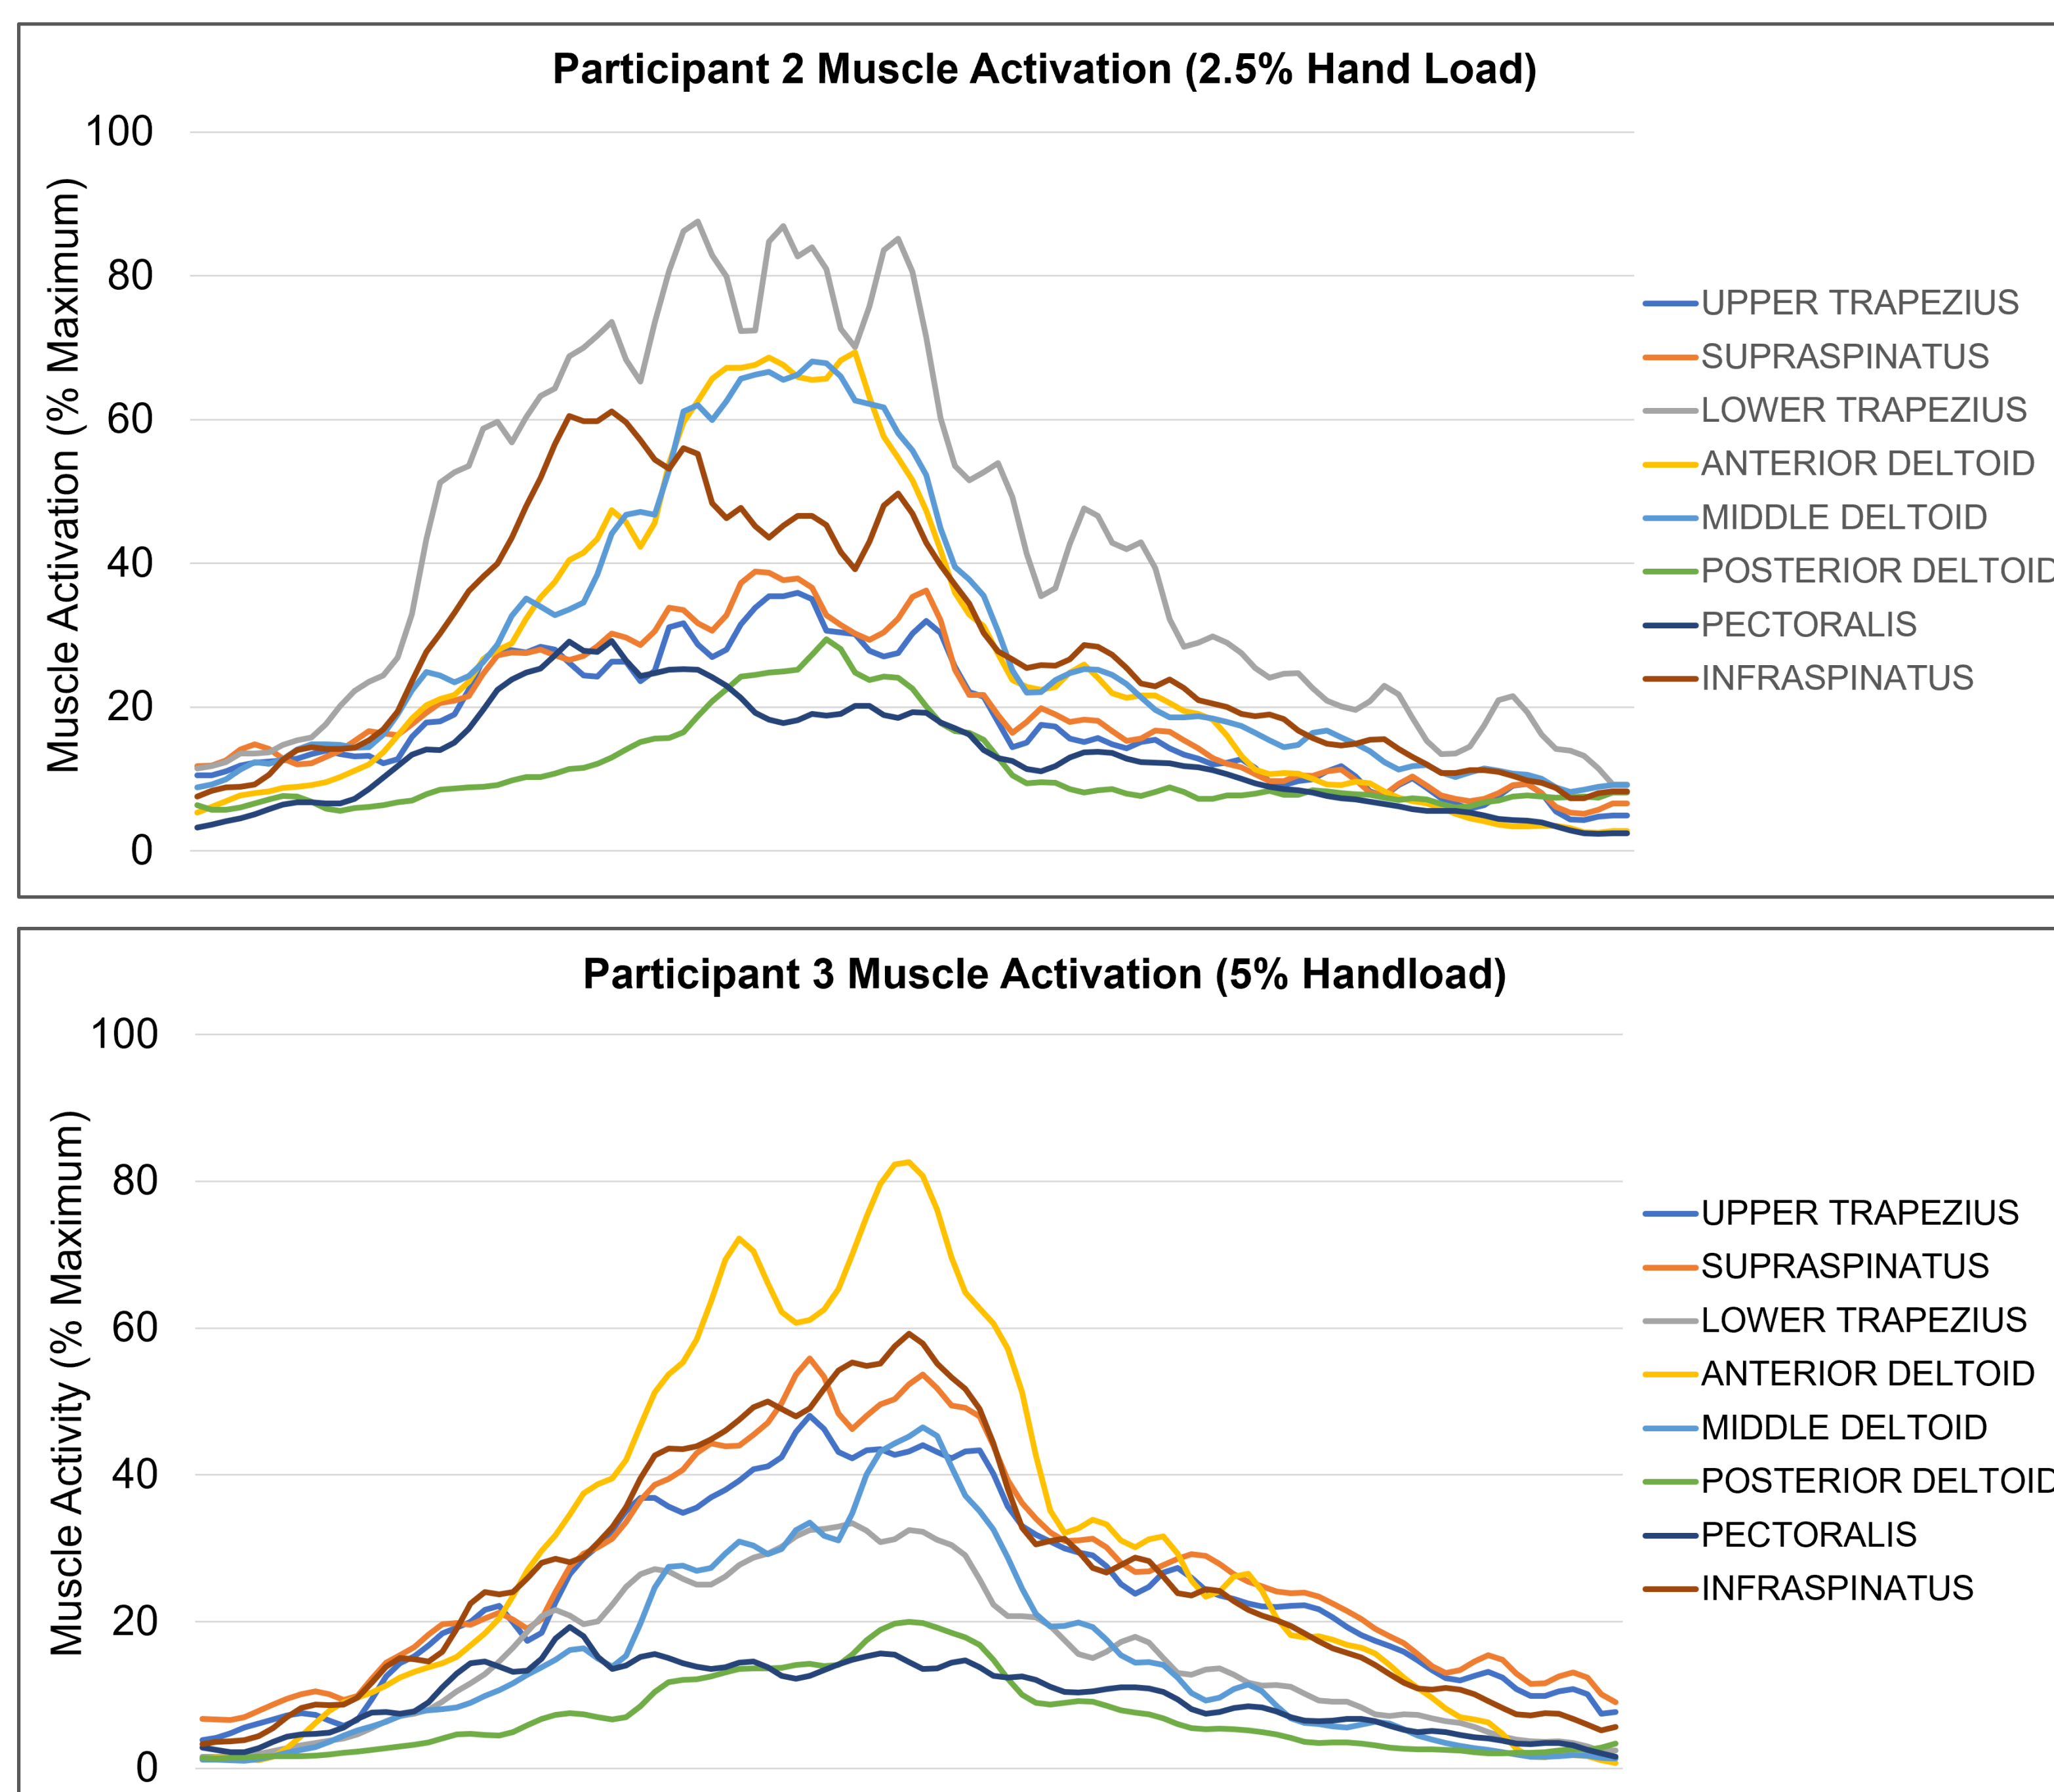 Participant 2 Muscle Activation (2.5% Hand Load)
Muscle Activation (% Maximum)
100
80
60
40
20
0
UPPER TRAPEZIUS
SUPRASPINATUS
LOWER TRAPEZIUS
ANTERIOR DELTOID
MIDDLE DELTOID
POSTERIOR DELTOID
PECTORALIS
INFRASPINATUS
Participant 3 Muscle Activation (5% Handload)
Muscle Activity (% Maximum)
100
80
60
40
20
0
UPPER TRAPEZIUS
SUPRASPINATUS
LOWER TRAPEZIUS
ANTERIOR DELTOID
MIDDLE DELTOID
POSTERIOR DELTOID
PECTORALIS
INFRASPINATUS